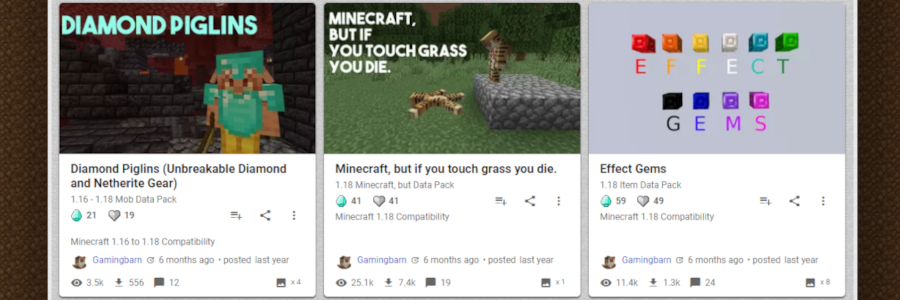 DIAMOND PIGLINS
Diamond Piglins (Unbreakable Diamond
and Netherite Gear)
1.16 - 1.18 Mob Data Pack
21 19
Minecraft 1.16 to 1.18 Compatibility
Gamingbarn 6 months ago • posted last year
3.5k 556 12 x 4
MINECRAFT,
BUT IF
YOU TOUCH GRASS
YOU DIE.
Minecraft, but if you touch grass you die.
1.18 Minecraft, but Data Pack
41 41
Minecraft 1.18 Compatibility
Gamingbarn 6 months ago • posted last year
25.1k 7.4k 19 x 1
EFFECT
GEMS
Effect Gems
1.18 Item Data Pack
59 49
Minecraft 1.18 Compatibility
Gamingbarn 6 months ago • posted last year
11.4k 1.3k 24 x 8